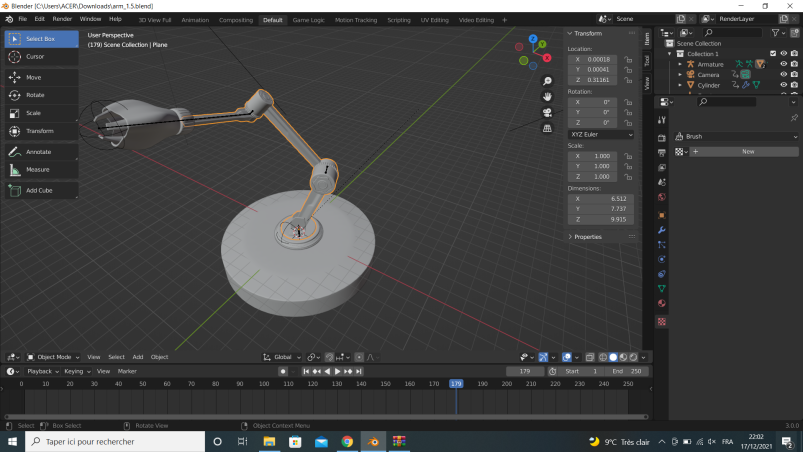 Blender [C:\Users\ACER\Downloads\arm_1.5.blend]
File Edit Render Window Help 3D View Full Animation Compositing Default Game Logic Motion Tracking Scripting UV Editing Video Editing + Scene RenderLayer
Select Box
Cursor
Move
Rotate
Scale
Transform
Annotate
Measure
Add Cube
User Perspective
(179) Scene Collection | Plane
Transform
Location:
X 0.00018
Y 0.00041
Z 0.31161
Rotation:
X 0°
Y 0°
Z 0°
XYZ Euler
Scale:
X 1.000
Y 1.000
Z 1.000
Dimensions:
X 6.512
Y 7.737
Z 9.915
Properties
Item
Tool
View
Z
Y
X
Scene Collection
Collection 1
Armature
Camera
Cylinder
Brush
+ New
Object Mode View Select Add Object Global
Playback Keying View Marker 179 Start 1 End 250
0 10 20 30 40 50 60 70 80 90 100 110 120 130 140 150 160 170 179 190 200 210 220 230 240 250
Select Box Select Rotate View Object Context Menu 3.0.0
Taper ici pour rechercher 9°C Très clair FRA 22:02
17/12/2021 2